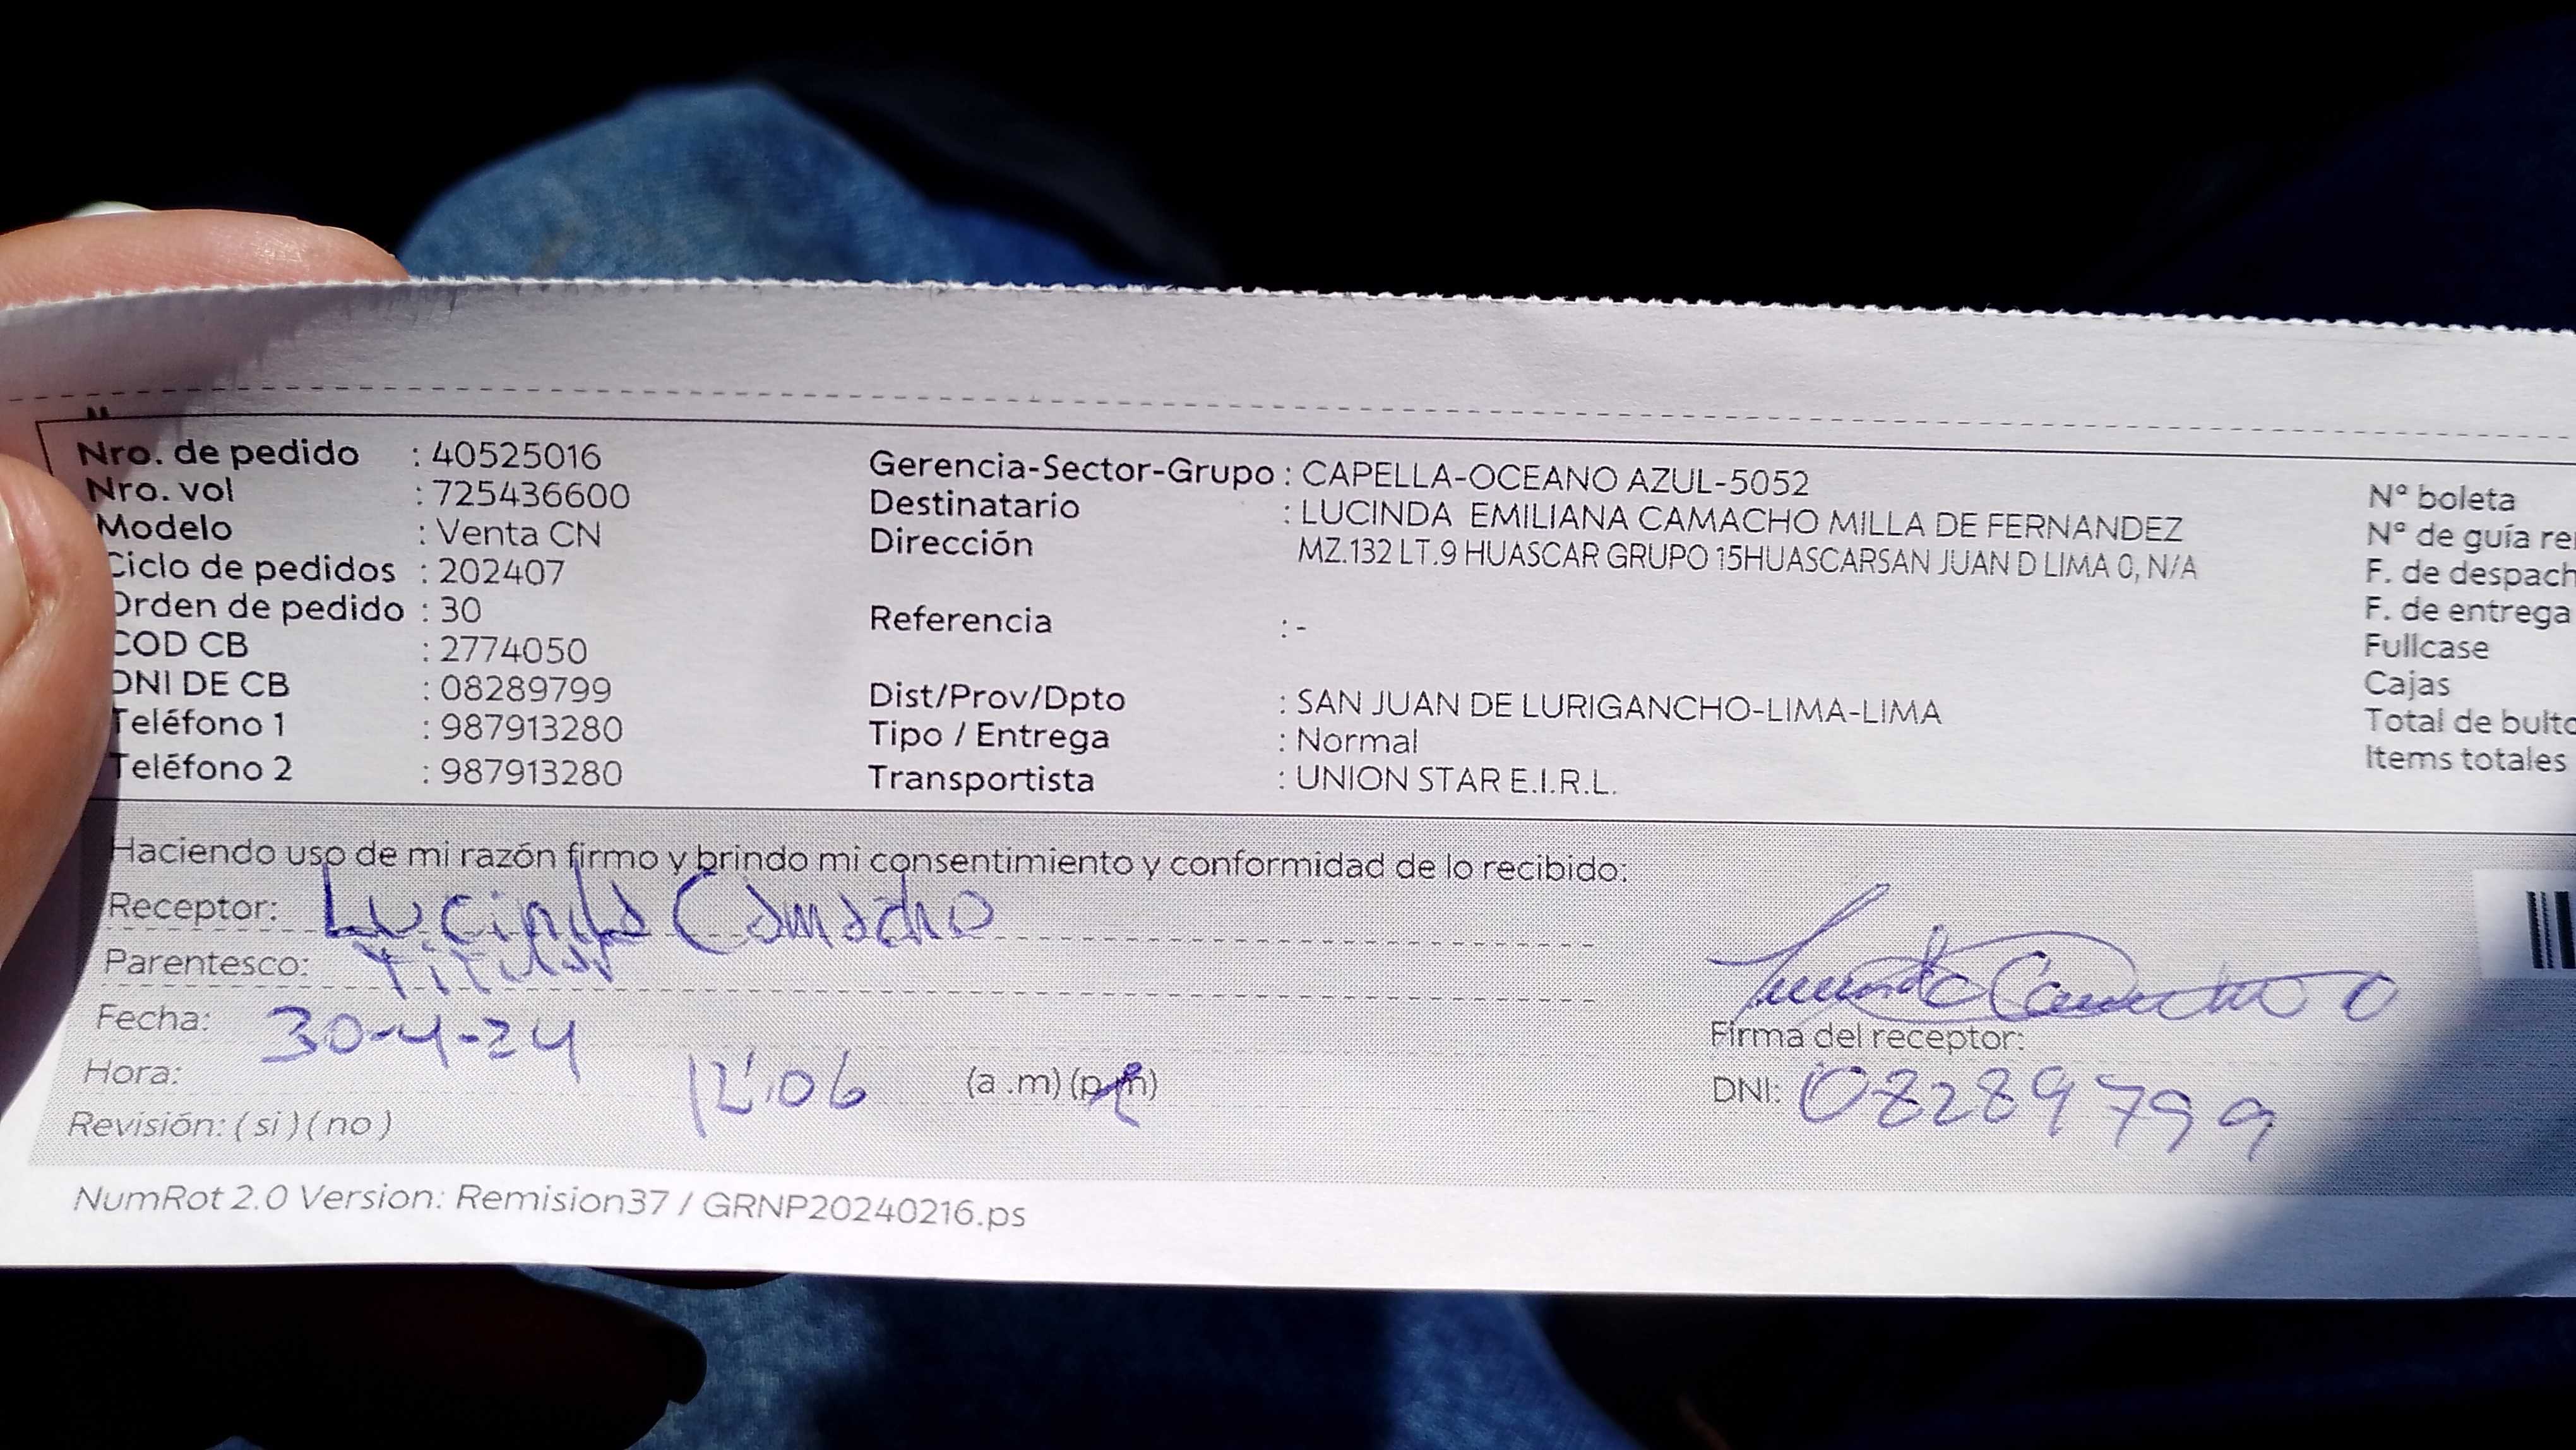 Nro. de pedido : 40525016
Nro. vol : 725436600
Modelo : Venta CN
Ciclo de pedidos : 202407
Orden de pedido : 30
COD CB : 2774050
DNI DE CB : 08289799
Teléfono 1 : 987913280
Teléfono 2 : 987913280
Gerencia-Sector-Grupo : CAPELLA-OCEANO AZUL-5052
Destinatario : LUCINDA EMILIANA CAMACHO MILLA DE FERNANDEZ
Dirección MZ.132 LT.9 HUASCAR GRUPO 15HUASCARSAN JUAN D LIMA 0, N/A
Referencia : -
Dist/Prov/Dpto : SAN JUAN DE LURIGANCHO-LIMA-LIMA
Tipo / Entrega : Normal
Transportista : UNION STAR E.I.R.L.
N° boleta
N° de guía re
F. de despach
F. de entrega
Fullcase
Cajas
Total de bulto
Items totales
Haciendo uso de mi razón firmo y brindo mi consentimiento y conformidad de lo recibido:
Receptor: Lucinda Camacho
Parentesco: Titular
Fecha: 30-4-24
Hora: 12:06 (a .m) (p.m)
Revisión: ( si ) ( no )
Lucinda Camacho
Firma del receptor:
DNI: 08289799
NumRot 2.0 Version: Remision37 / GRNP20240216.ps